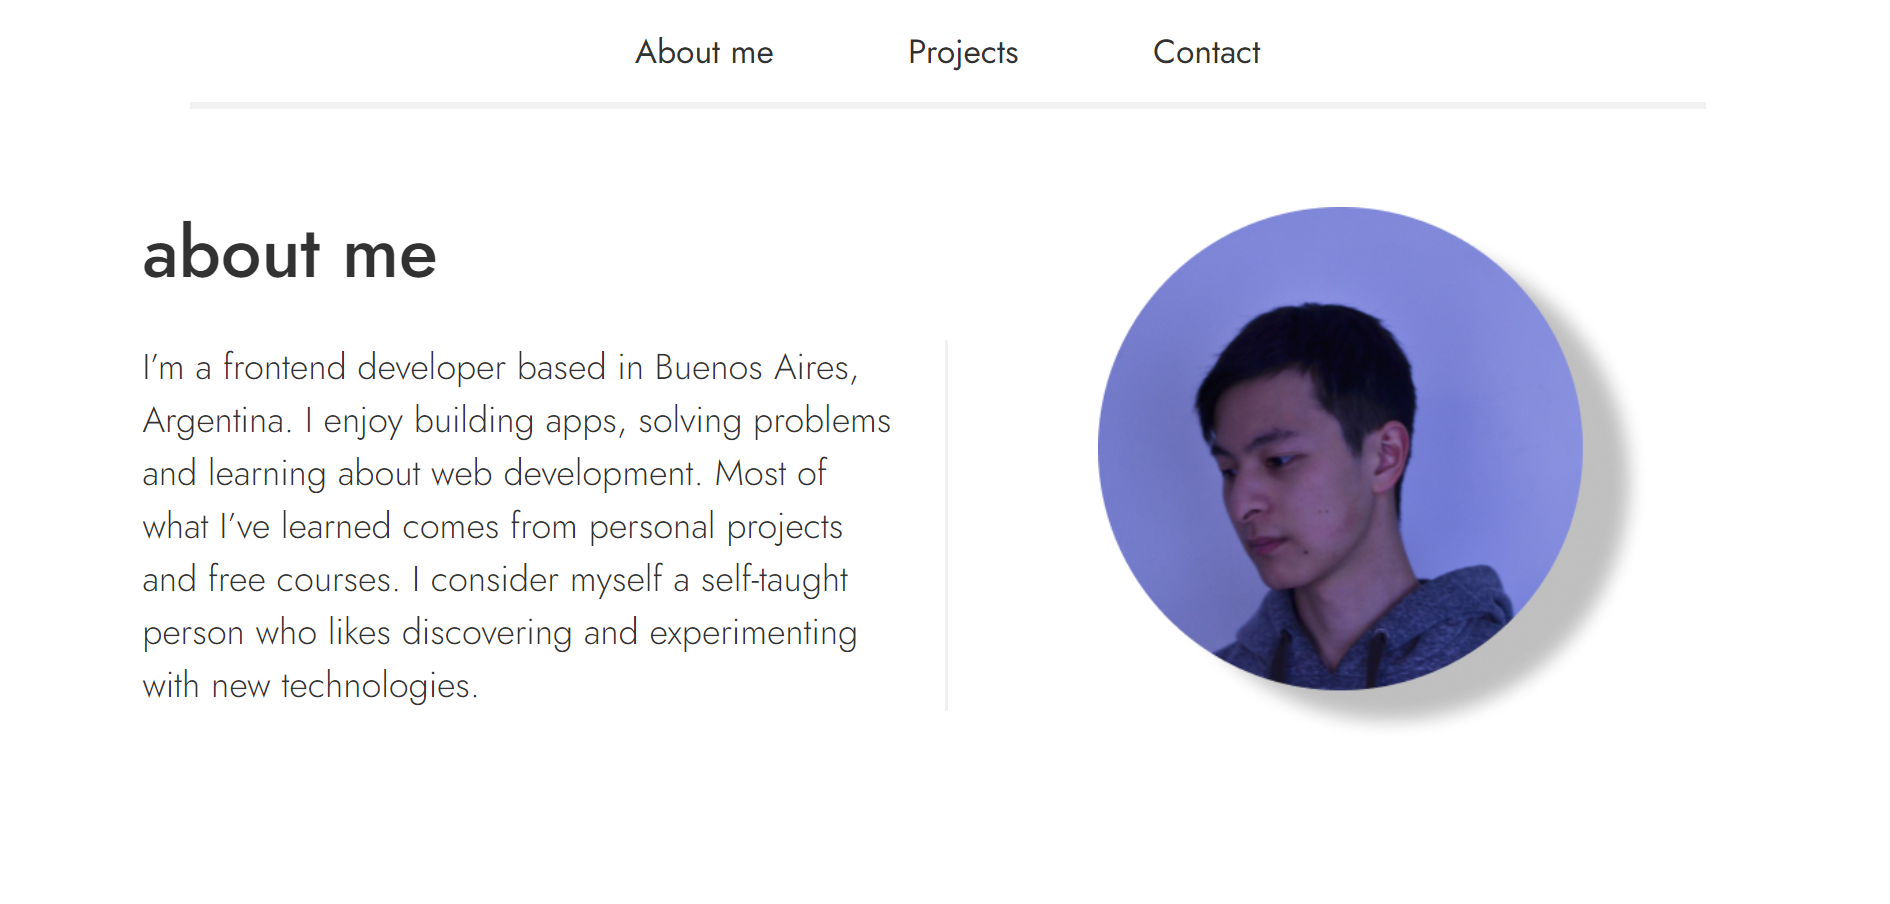 About me Projects Contact
about me
I’m a frontend developer based in Buenos Aires,
Argentina. I enjoy building apps, solving problems
and learning about web development. Most of
what I’ve learned comes from personal projects
and free courses. I consider myself a self-taught
person who likes discovering and experimenting
with new technologies.